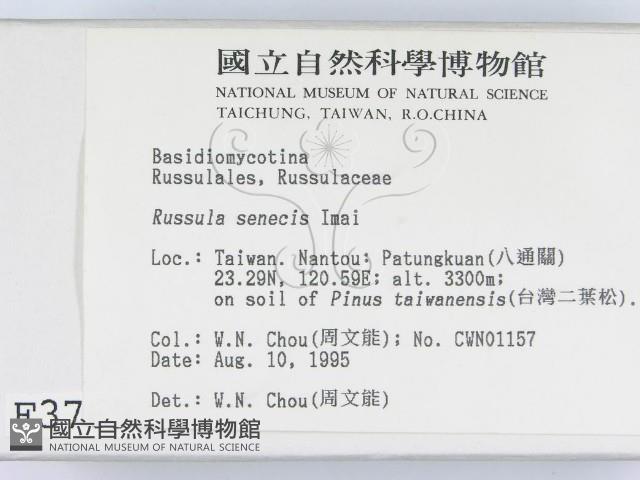 國立自然科學博物館
NATIONAL MUSEUM OF NATURAL SCIENCE
TAICHUNG, TAIWAN, R.O.CHINA
Basidiomycotina
Russulales, Russulaceae
Russula senecis Imai
Loc.: Taiwan. Nantou: Patungkuan(八通關)
23.29N, 120.59E; alt. 3300m;
on soil of Pinus taiwanensis(台灣二葉松).
Col.: W.N. Chou(周文能); No. CWN01157
Date: Aug. 10, 1995
Det.: W.N. Chou(周文能)
F37
國立自然科學博物館
NATIONAL MUSEUM OF NATURAL SCIENCE